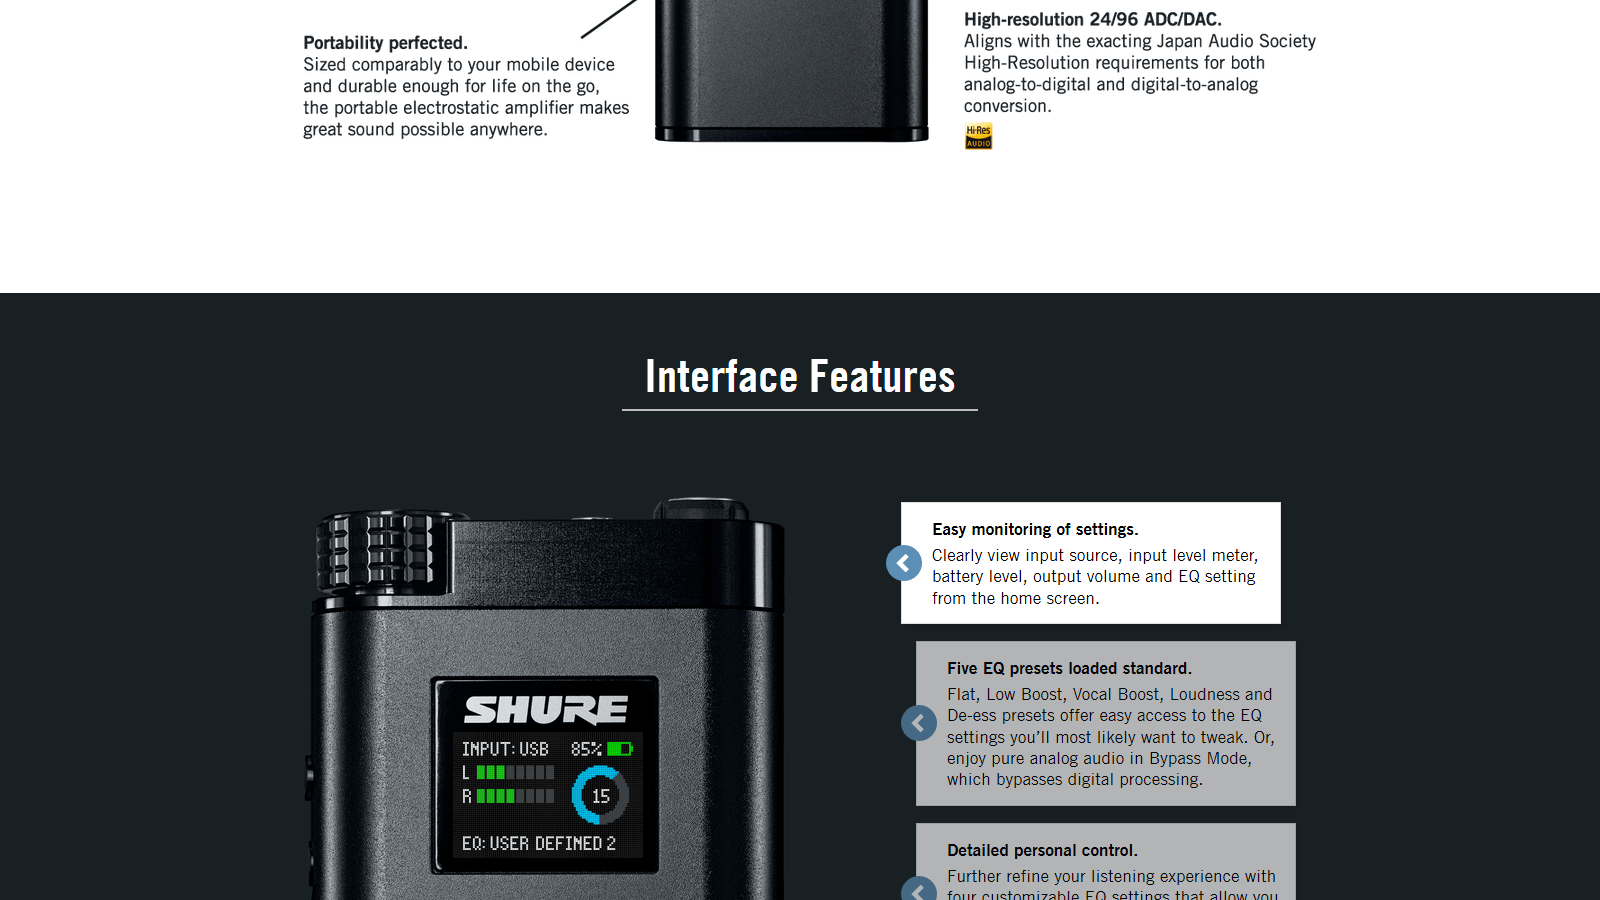 Portability perfected.
Sized comparably to your mobile device
and durable enough for life on the go,
the portable electrostatic amplifier makes
great sound possible anywhere.
High-resolution 24/96 ADC/DAC.
Aligns with the exacting Japan Audio Society
High-Resolution requirements for both
analog-to-digital and digital-to-analog
conversion.
Hi-Res
AUDIO
Interface Features
SHURE
INPUT: USB 85%
L
R
15
EQ: USER DEFINED 2
Easy monitoring of settings.
Clearly view input source, input level meter,
battery level, output volume and EQ setting
from the home screen.
Five EQ presets loaded standard.
Flat, Low Boost, Vocal Boost, Loudness and
De-ess presets offer easy access to the EQ
settings you’ll most likely want to tweak. Or,
enjoy pure analog audio in Bypass Mode,
which bypasses digital processing.
Detailed personal control.
Further refine your listening experience with
four customizable EQ settings that allow you